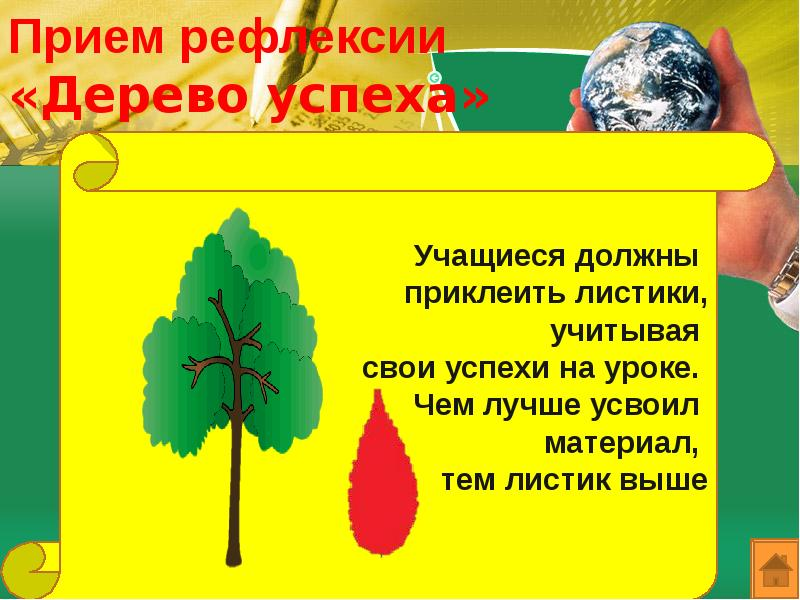 Прием рефлексии
«Дерево успеха»
Учащиеся должны
приклеить листики,
учитывая
свои успехи на уроке.
Чем лучше усвоил
материал,
тем листик выше